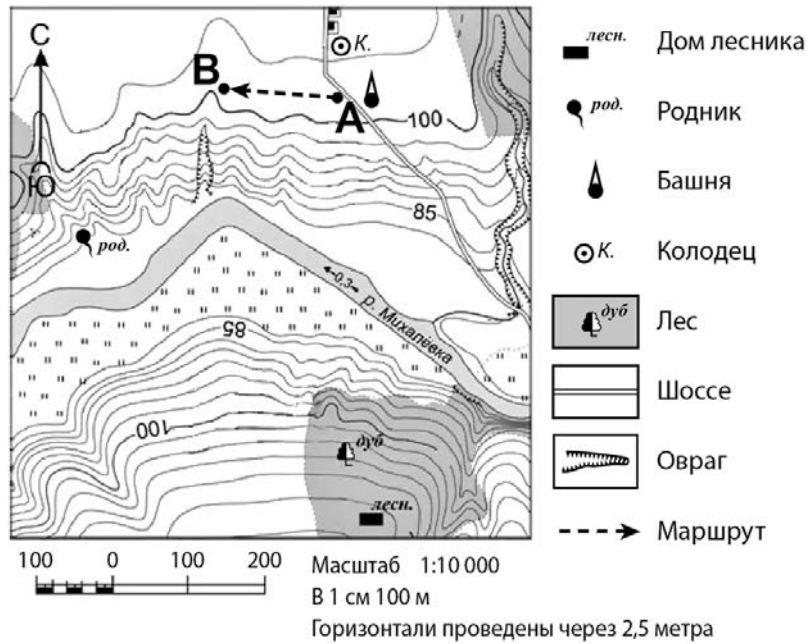 С
Ю
В
А
К.
100
85
род.
0,3
р. Михалёвка
85
100
дуб
лесн.
лесн.
Дом лесника
род.
Родник
Башня
К.
Колодец
дуб
Лес
Шоссе
Овраг
Маршрут
100 0 100 200
Масштаб 1:10 000
В 1 см 100 м
Горизонтали проведены через 2,5 метра